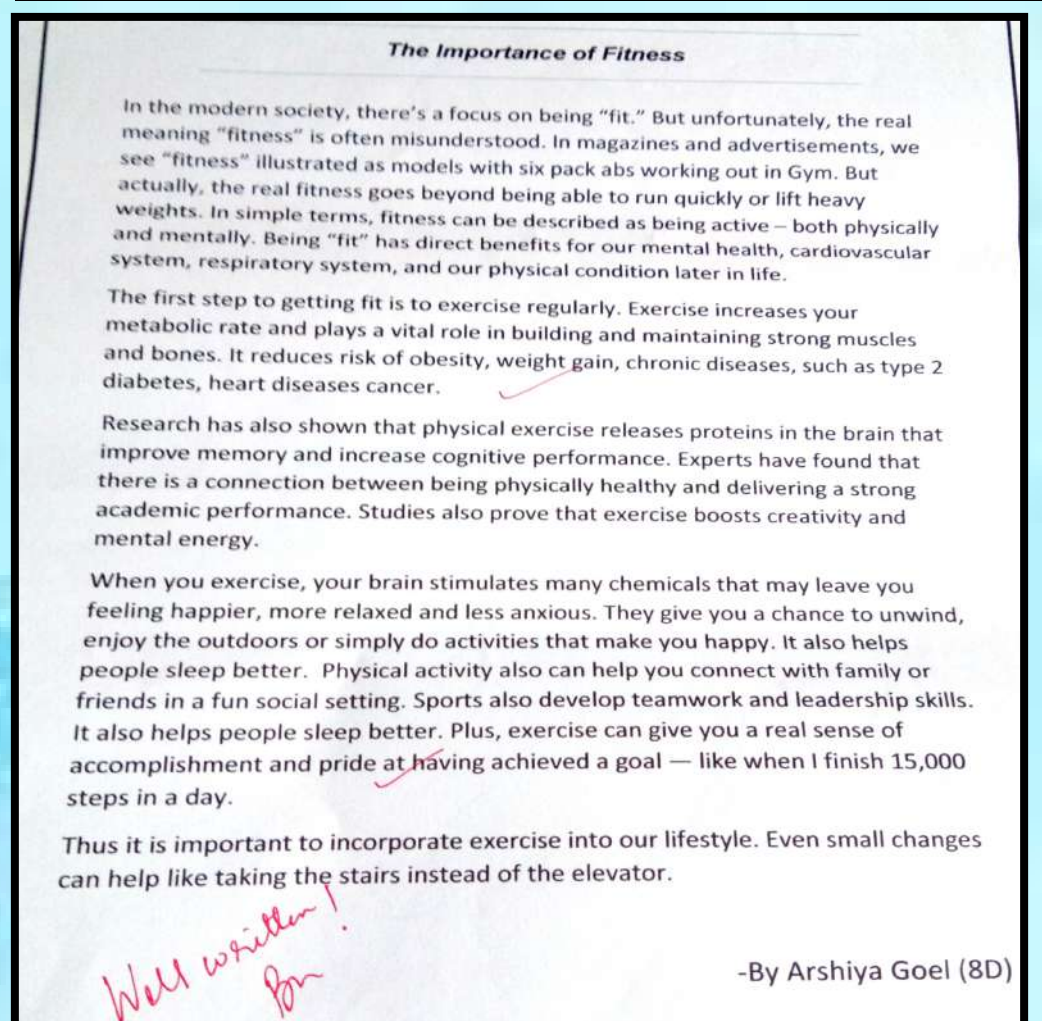 The Importance of Fitness
In the modern society, there's a focus on being "fit." But unfortunately, the real
meaning "fitness" is often misunderstood. In magazines and advertisements, we
see "fitness" illustrated as models with six pack abs working out in Gym. But
actually, the real fitness goes beyond being able to run quickly or lift heavy
weights. In simple terms, fitness can be described as being active – both physically
and mentally. Being "fit" has direct benefits for our mental health, cardiovascular
system, respiratory system, and our physical condition later in life.
The first step to getting fit is to exercise regularly. Exercise increases your
metabolic rate and plays a vital role in building and maintaining strong muscles
and bones. It reduces risk of obesity, weight gain, chronic diseases, such as type 2
diabetes, heart diseases cancer.
Research has also shown that physical exercise releases proteins in the brain that
improve memory and increase cognitive performance. Experts have found that
there is a connection between being physically healthy and delivering a strong
academic performance. Studies also prove that exercise boosts creativity and
mental energy.
When you exercise, your brain stimulates many chemicals that may leave you
feeling happier, more relaxed and less anxious. They give you a chance to unwind,
enjoy the outdoors or simply do activities that make you happy. It also helps
people sleep better.  Physical activity also can help you connect with family or
friends in a fun social setting. Sports also develop teamwork and leadership skills.
It also helps people sleep better. Plus, exercise can give you a real sense of
accomplishment and pride at having achieved a goal — like when I finish 15,000
steps in a day.
Thus it is important to incorporate exercise into our lifestyle. Even small changes
can help like taking the stairs instead of the elevator.
Well written!
-By Arshiya Goel (8D)